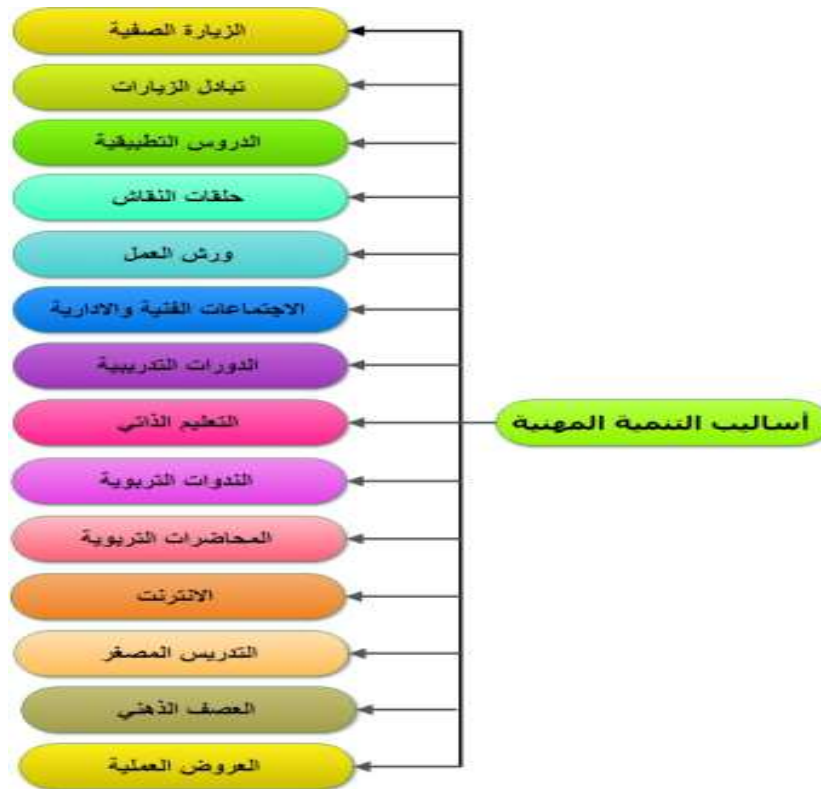 أساليب التنمية المهنية
الزيارة الصفية
تبادل الزيارات
الدروس التطبيقية
حلقات النقاش
ورش العمل
الاجتماعات الفنية والادارية
الدورات التدريبية
التعليم الذاتي
الندوات التربوية
المحاضرات التربوية
الانترنت
التدريس المصغر
العصف الذهني
العروض العملية